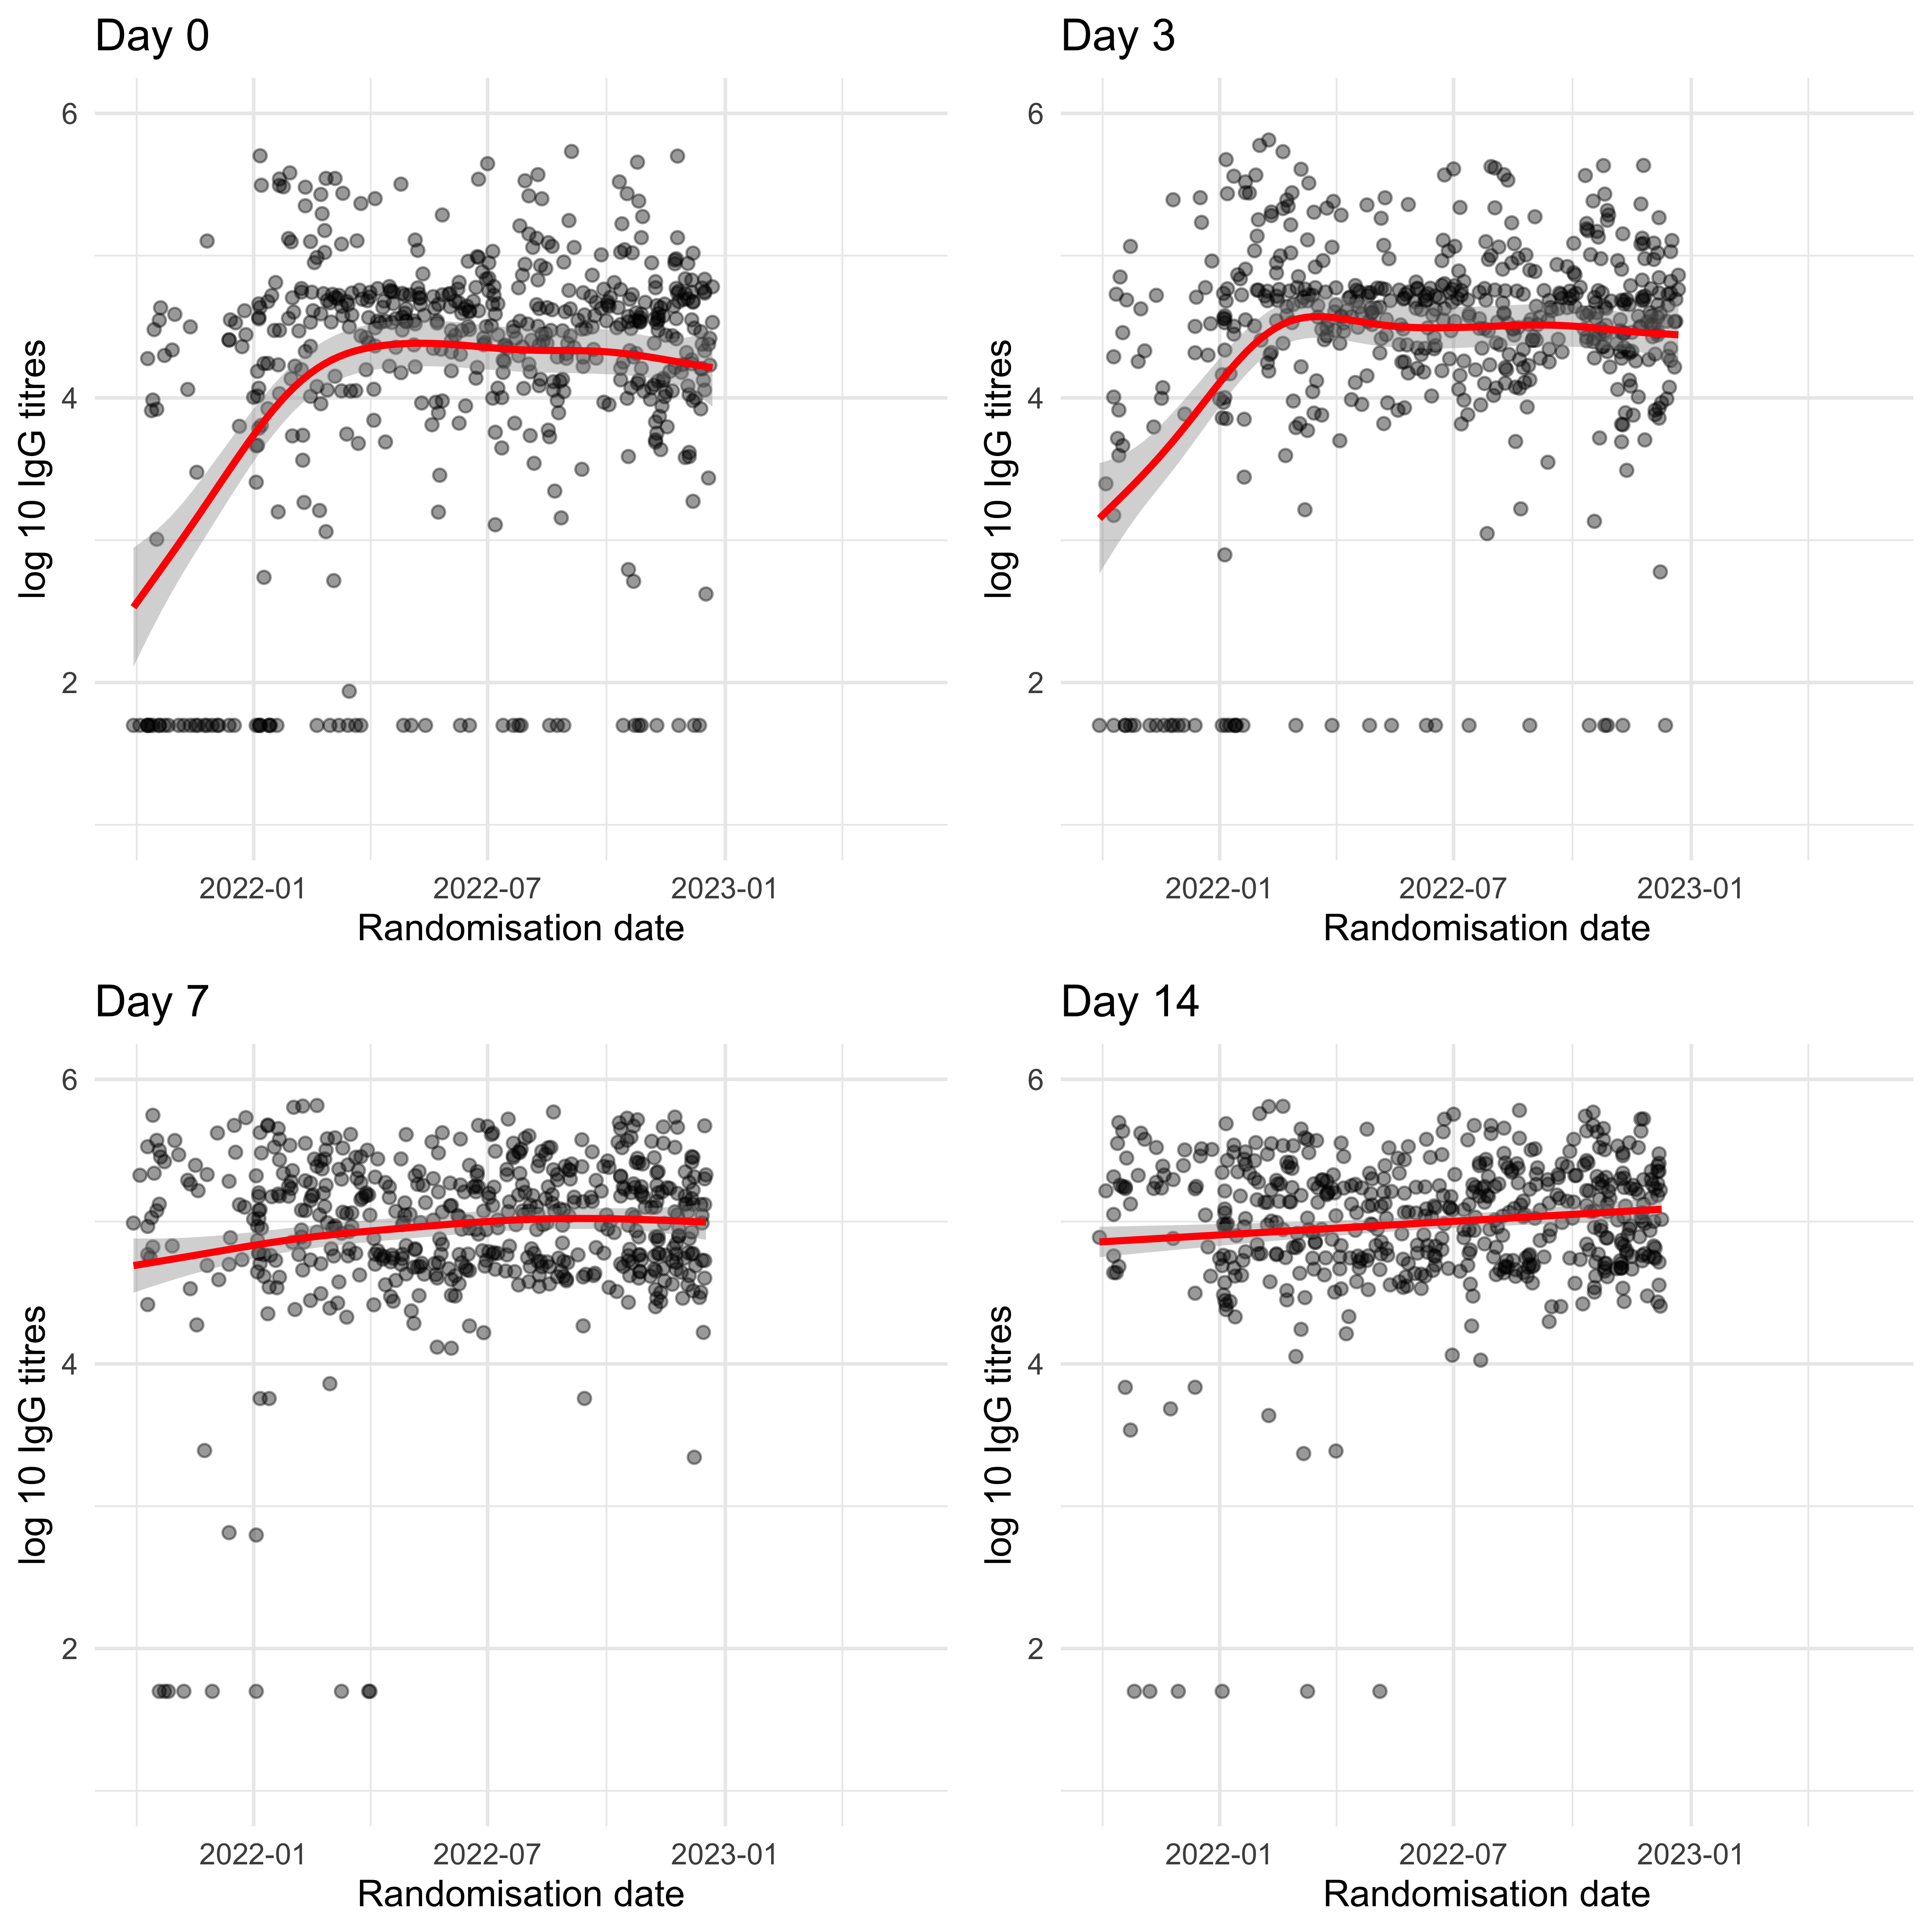 Day 0
6
4
2
log 10 IgG titres
2022-01 2022-07 2023-01
Randomisation date
Day 3
6
4
2
log 10 IgG titres
2022-01 2022-07 2023-01
Randomisation date
Day 7
6
4
2
log 10 IgG titres
2022-01 2022-07 2023-01
Randomisation date
Day 14
6
4
2
log 10 IgG titres
2022-01 2022-07 2023-01
Randomisation date